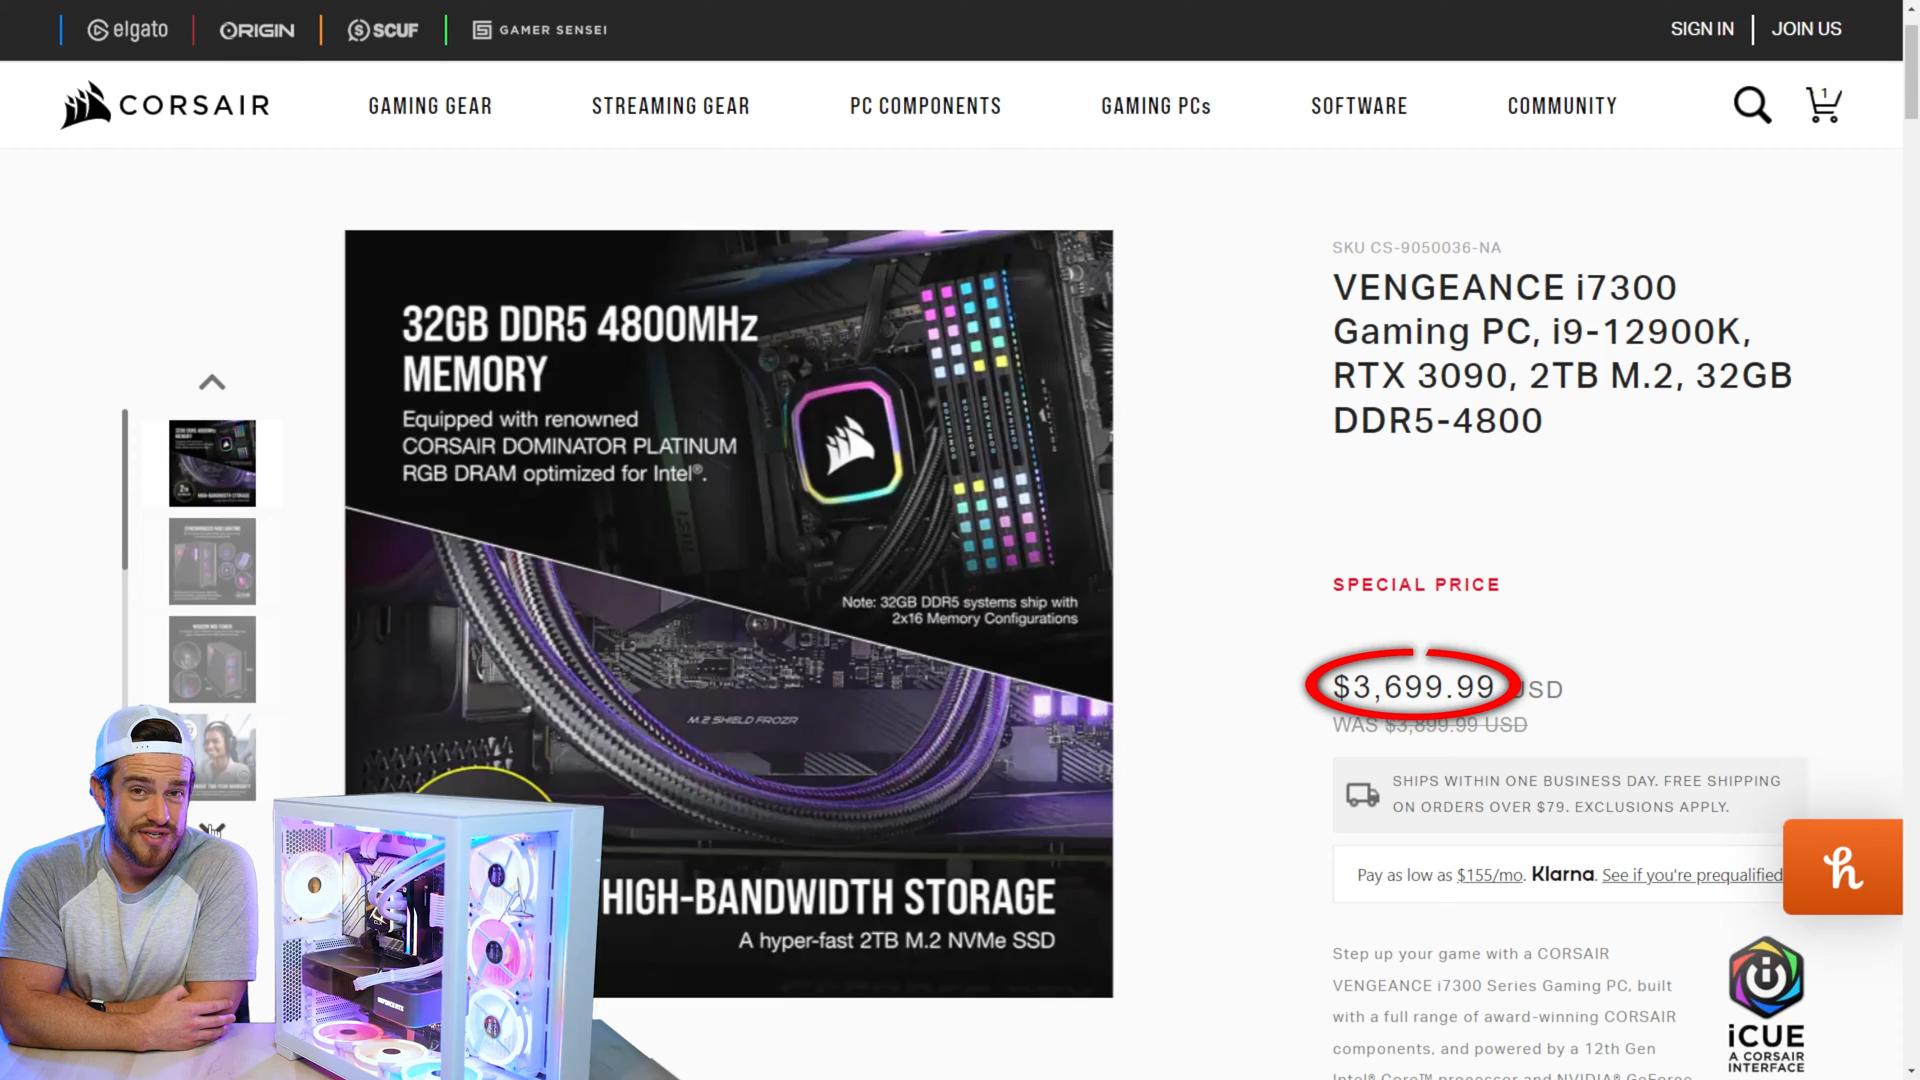 elgato
ORIGIN
SCUF
GAMER SENSEI
SIGN IN
JOIN US
CORSAIR
GAMING GEAR
STREAMING GEAR
PC COMPONENTS
GAMING PCs
SOFTWARE
COMMUNITY
1
32GB DDR5 4800MHz
MEMORY
Equipped with renowned
CORSAIR DOMINATOR PLATINUM
RGB DRAM optimized for Intel®.
DOMINATOR
DOMINATOR
DOMINATOR
DOMINATOR
Note: 32GB DDR5 systems ship with
2x16 Memory Configurations
M.2 SHIELD FROZR
HIGH-BANDWIDTH STORAGE
A hyper-fast 2TB M.2 NVMe SSD
GEFORCE RTX
SKU CS-9050036-NA
VENGEANCE i7300
Gaming PC, i9-12900K,
RTX 3090, 2TB M.2, 32GB
DDR5-4800
SPECIAL PRICE
$3,699.99 USD
WAS $3,899.99 USD
SHIPS WITHIN ONE BUSINESS DAY. FREE SHIPPING
ON ORDERS OVER $79. EXCLUSIONS APPLY.
Pay as low as $155/mo. Klarna. See if you're prequalified
h
Step up your game with a CORSAIR
VENGEANCE i7300 Series Gaming PC, built
with a full range of award-winning CORSAIR
components, and powered by a 12th Gen
Intel® Core™ processor and NVIDIA® GeForce
iCUE
A CORSAIR
INTERFACE